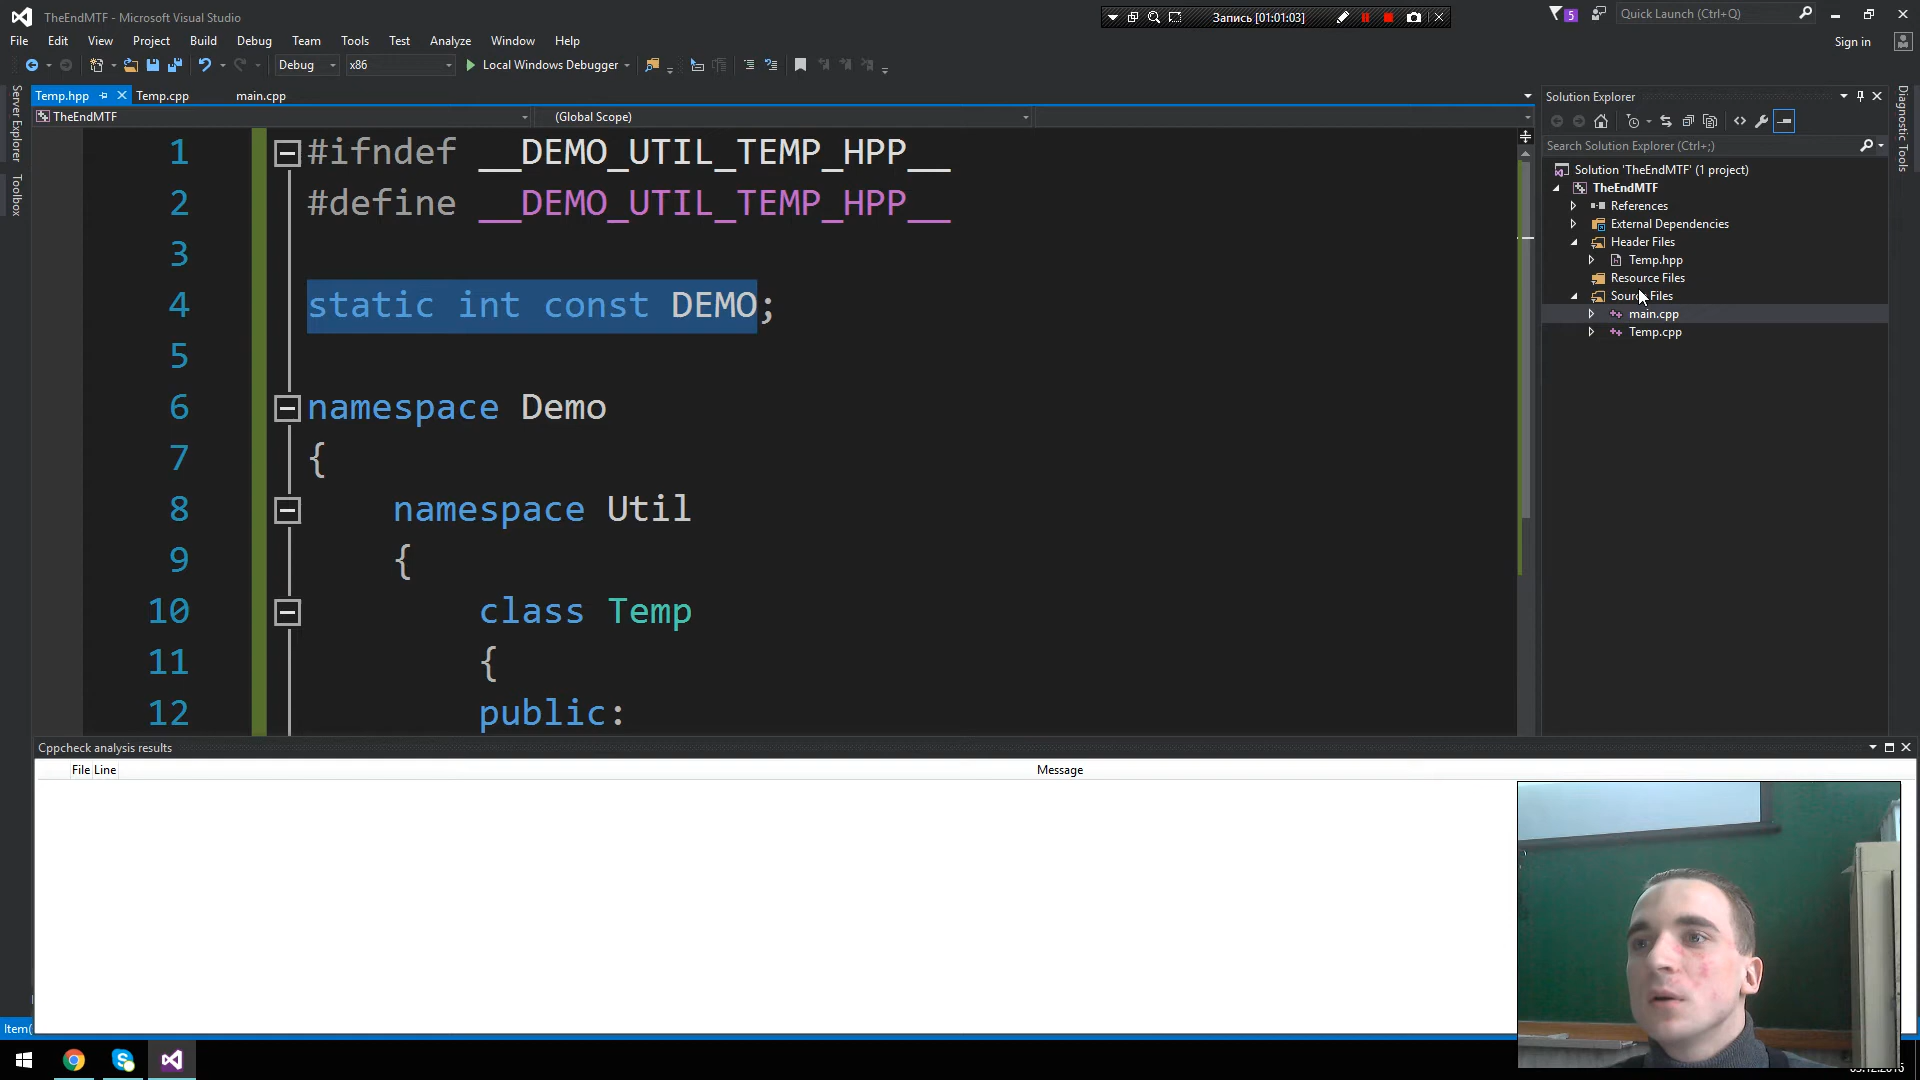 TheEndMTF - Microsoft Visual Studio
Запись [01:01:03]
5
Quick Launch (Ctrl+Q)
File Edit View Project Build Debug Team Tools Test Analyze Window Help
Sign in
Debug x86 Local Windows Debugger
Temp.hpp Temp.cpp main.cpp
TheEndMTF (Global Scope)
Server Explorer
Toolbox
1 #ifndef __DEMO_UTIL_TEMP_HPP__
2 #define __DEMO_UTIL_TEMP_HPP__
3
4 static int const DEMO;
5
6 namespace Demo
7 {
8 namespace Util
9 {
10 class Temp
11 {
12 public:
Solution Explorer
Search Solution Explorer (Ctrl+;)
Solution 'TheEndMTF' (1 project)
TheEndMTF
References
External Dependencies
Header Files
Temp.hpp
Resource Files
Source Files
main.cpp
Temp.cpp
Diagnostic Tools
Cppcheck analysis results
File Line Message
Item(